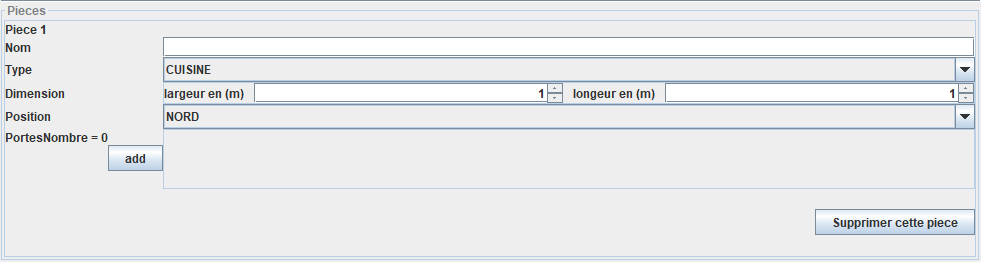 Pieces
Piece 1
Nom
Type CUISINE
Dimension largeur en (m) 1 longeur en (m) 1
Position NORD
PortesNombre = 0
add
Supprimer cette piece